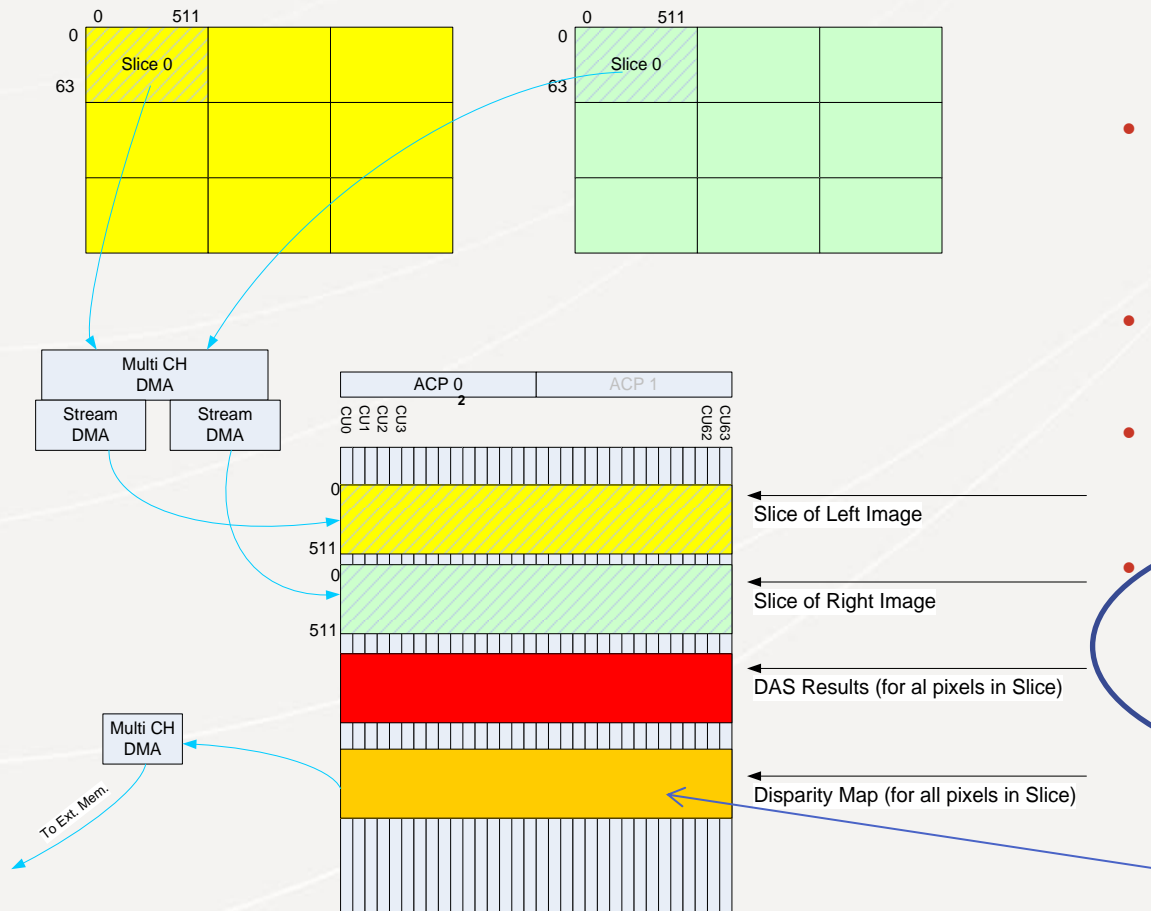 0 511
0
Slice 0
63
0 511
0
Slice 0
63
Multi CH
DMA
Stream
DMA
Stream
DMA
ACP 0
ACP 1
2
CU0
CU1
CU2
CU3
CU62
CU63
0
511
Slice of Left Image
0
511
Slice of Right Image
DAS Results (for al pixels in Slice)
Multi CH
DMA
To Ext. Mem.
Disparity Map (for all pixels in Slice)